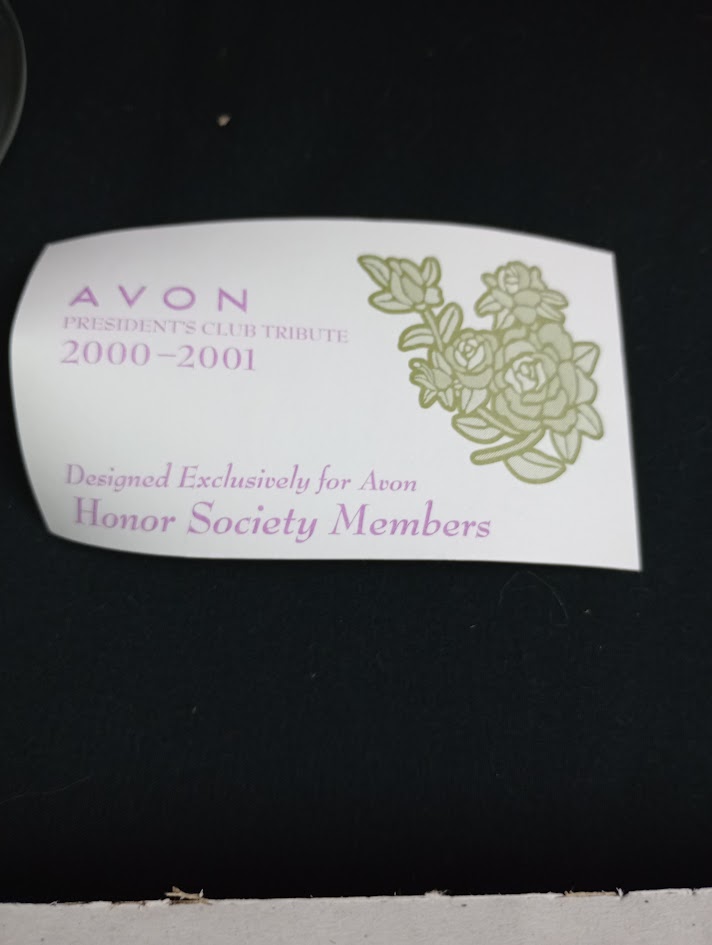 AVON
PRESIDENT'S CLUB TRIBUTE
2000–2001
Designed Exclusively for Avon
Honor Society Members